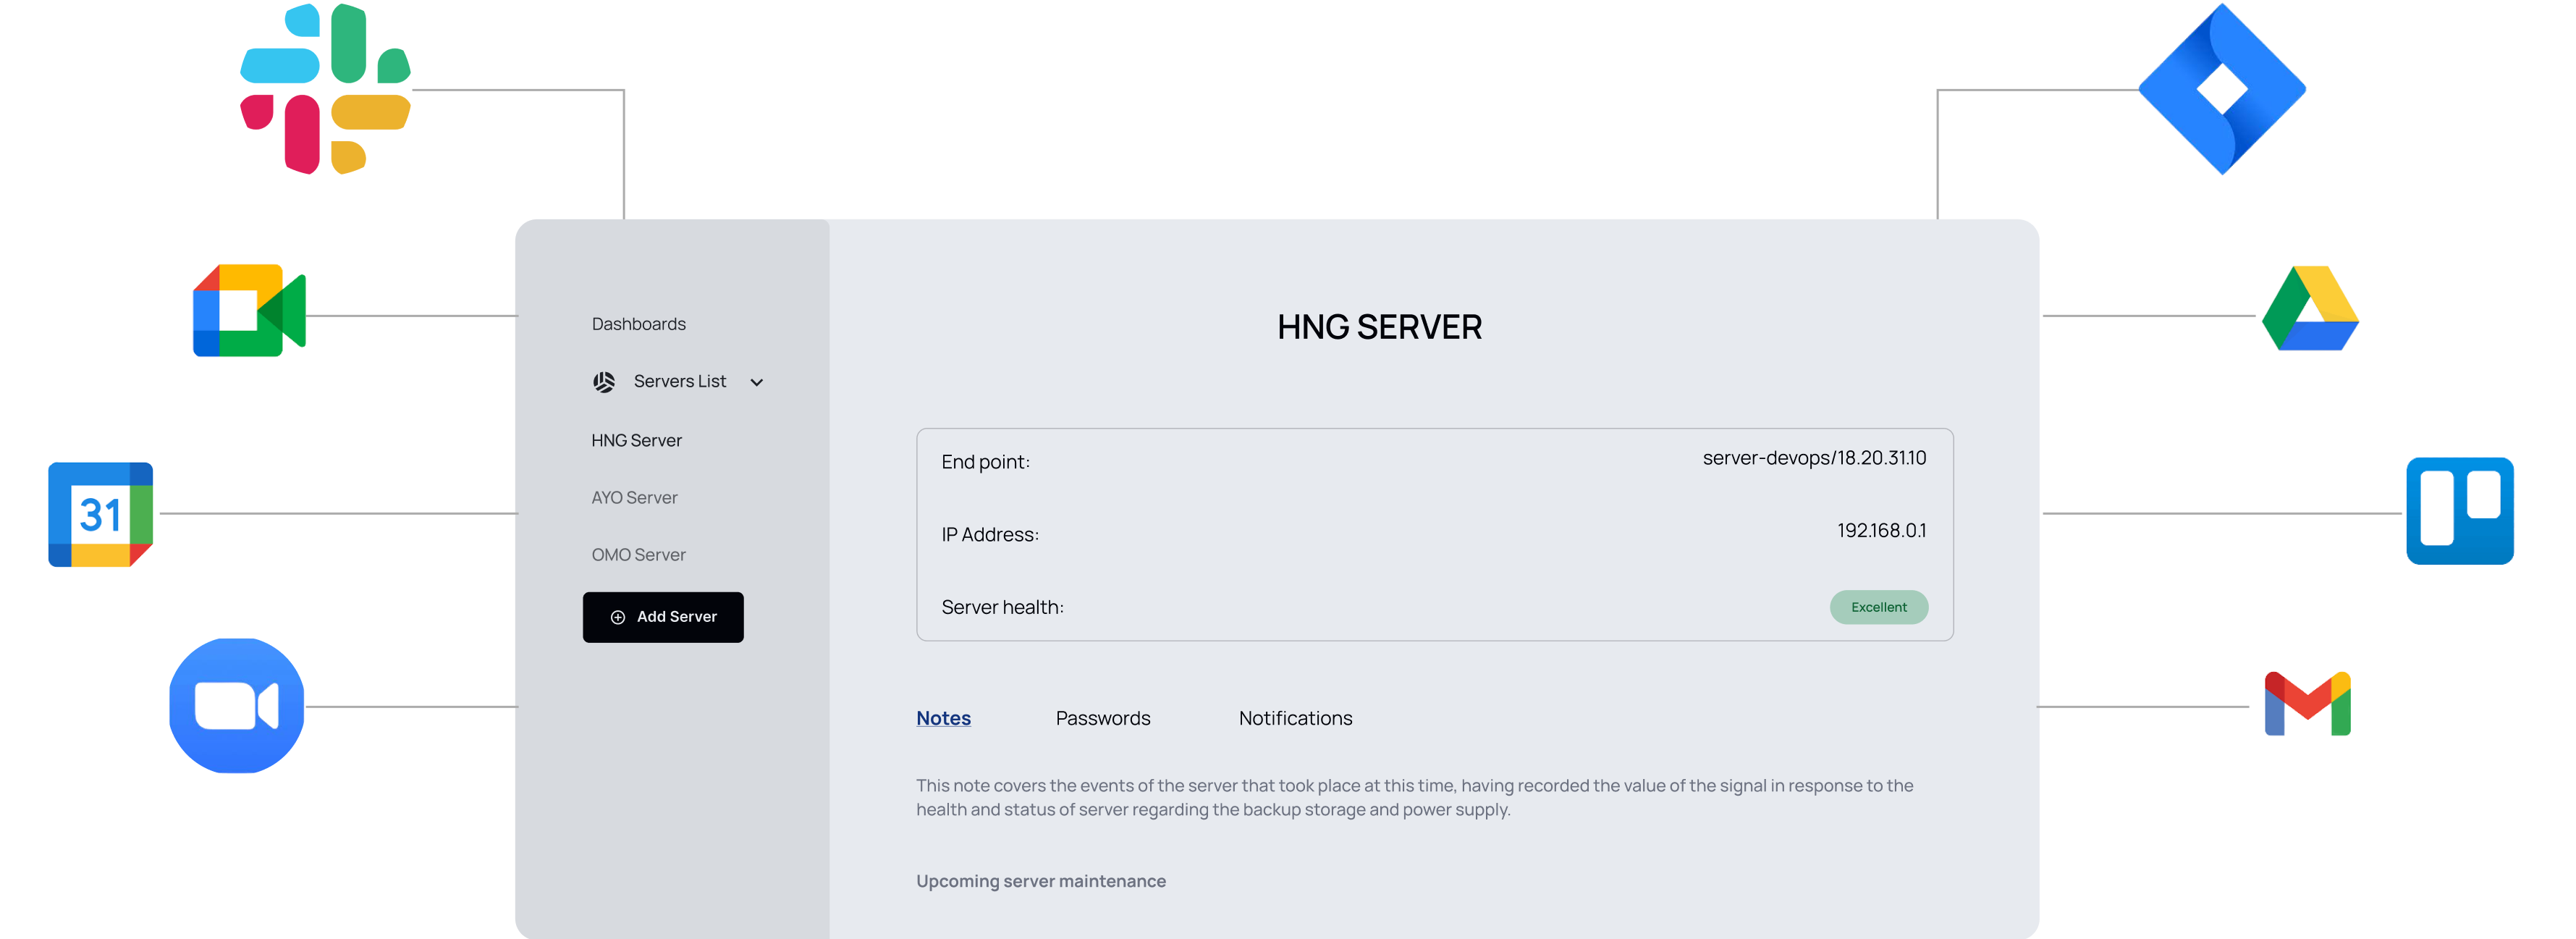 31
Dashboards
Servers List
HNG Server
AYO Server
OMO Server
Add Server
HNG SERVER
End point:
server-devops/18.20.31.10
IP Address:
192.168.0.1
Server health:
Excellent
Notes
Passwords
Notifications
This note covers the events of the server that took place at this time, having recorded the value of the signal in response to the
health and status of server regarding the backup storage and power supply.
Upcoming server maintenance